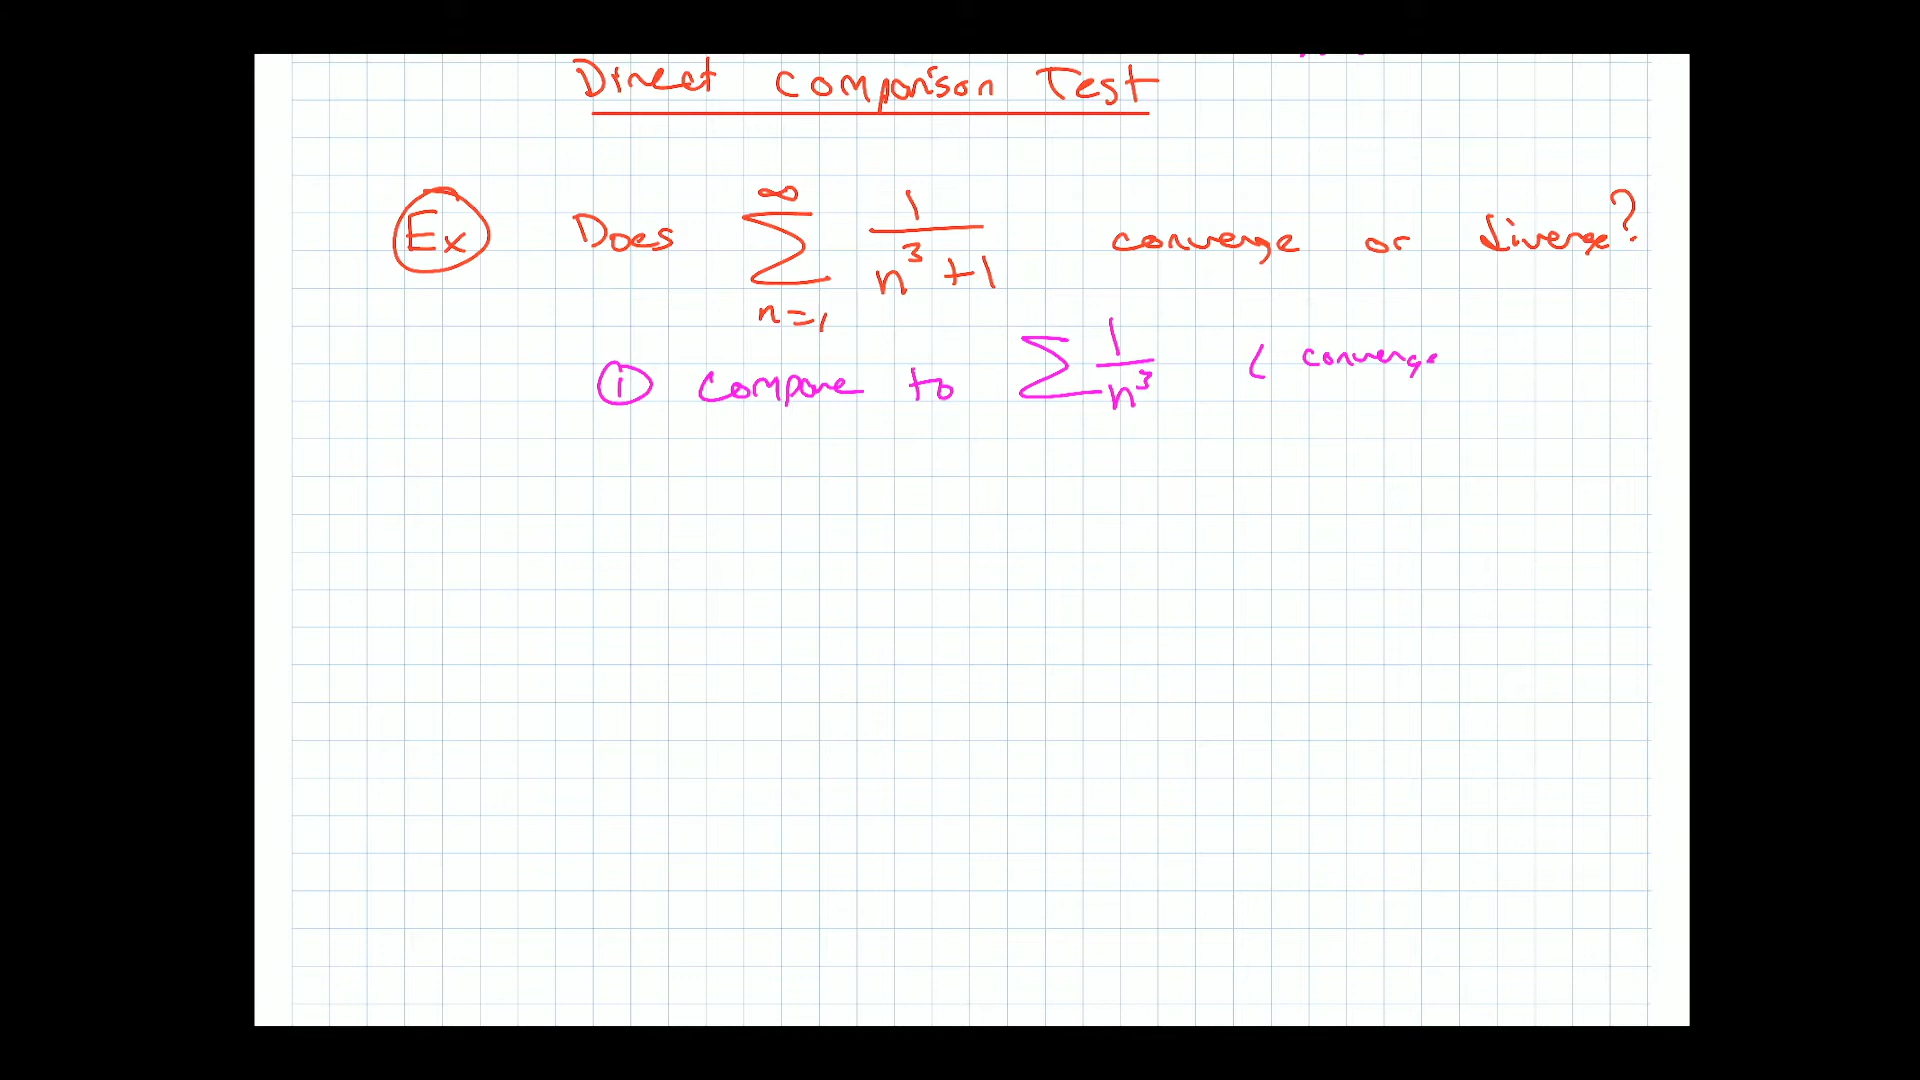 Direct Comparison Test
Ex Does ∞ Σ n=1 1/(n³+1) converge or diverge?
① Compare to Σ 1/n³ ( converge